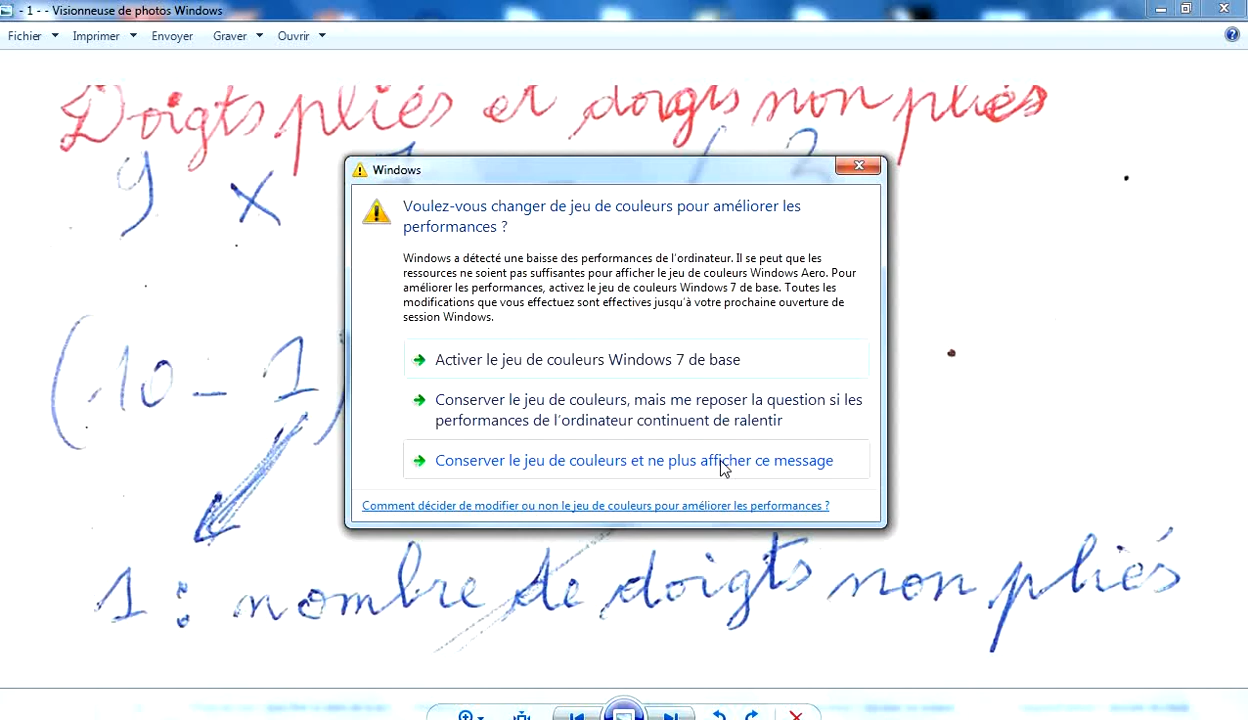 - 1 - - Visionneuse de photos Windows
Fichier Imprimer Envoyer Graver Ouvrir
Doigts pliés et doigts non pliés
9 x
Windows
Voulez-vous changer de jeu de couleurs pour améliorer les
performances ?
Windows a détecté une baisse des performances de l'ordinateur. Il se peut que les
ressources ne soient pas suffisantes pour afficher le jeu de couleurs Windows Aero. Pour
améliorer les performances, activez le jeu de couleurs Windows 7 de base. Toutes les
modifications que vous effectuez sont effectives jusqu'à votre prochaine ouverture de
session Windows.
Activer le jeu de couleurs Windows 7 de base
(10 - 1)
Conserver le jeu de couleurs, mais me reposer la question si les
performances de l'ordinateur continuent de ralentir
Conserver le jeu de couleurs et ne plus afficher ce message
Comment décider de modifier ou non le jeu de couleurs pour améliorer les performances ?
1 : nombre de doigts non pliés